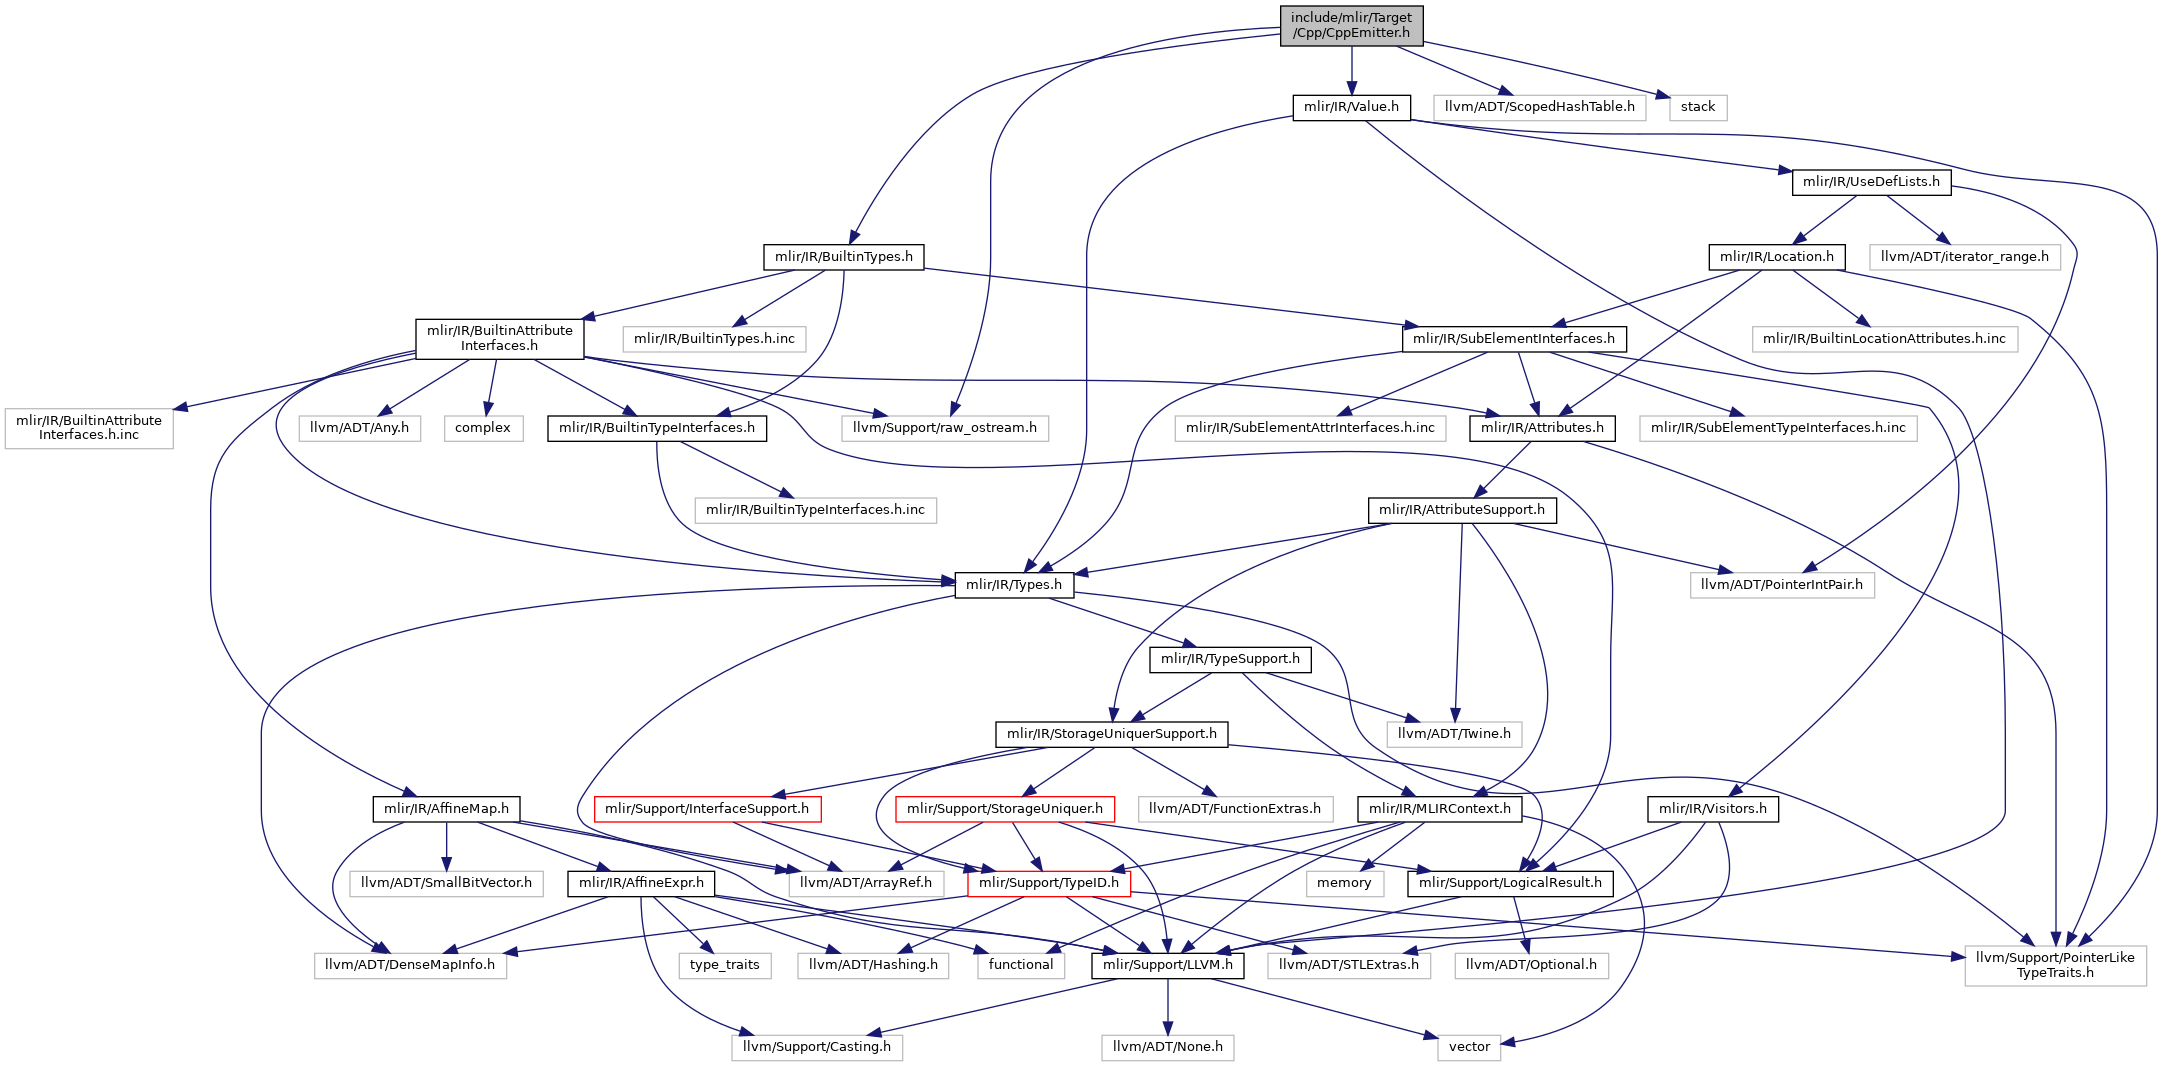 include/mlir/Target
/Cpp/CppEmitter.h
mlir/IR/Value.h
llvm/ADT/ScopedHashTable.h
stack
mlir/IR/UseDefLists.h
mlir/IR/BuiltinTypes.h
mlir/IR/Location.h
llvm/ADT/iterator_range.h
mlir/IR/BuiltinAttribute
Interfaces.h
mlir/IR/BuiltinTypes.h.inc
mlir/IR/SubElementInterfaces.h
mlir/IR/BuiltinLocationAttributes.h.inc
mlir/IR/BuiltinAttribute
Interfaces.h.inc
llvm/ADT/Any.h
complex
mlir/IR/BuiltinTypeInterfaces.h
llvm/Support/raw_ostream.h
mlir/IR/SubElementAttrInterfaces.h.inc
mlir/IR/Attributes.h
mlir/IR/SubElementTypeInterfaces.h.inc
mlir/IR/BuiltinTypeInterfaces.h.inc
mlir/IR/AttributeSupport.h
mlir/IR/Types.h
llvm/ADT/PointerIntPair.h
mlir/IR/TypeSupport.h
mlir/IR/StorageUniquerSupport.h
llvm/ADT/Twine.h
mlir/IR/AffineMap.h
mlir/Support/InterfaceSupport.h
mlir/Support/StorageUniquer.h
llvm/ADT/FunctionExtras.h
mlir/IR/MLIRContext.h
mlir/IR/Visitors.h
llvm/ADT/SmallBitVector.h
mlir/IR/AffineExpr.h
llvm/ADT/ArrayRef.h
mlir/Support/TypeID.h
memory
mlir/Support/LogicalResult.h
llvm/ADT/DenseMapInfo.h
type_traits
llvm/ADT/Hashing.h
functional
mlir/Support/LLVM.h
llvm/ADT/STLExtras.h
llvm/ADT/Optional.h
llvm/Support/PointerLike
TypeTraits.h
llvm/Support/Casting.h
llvm/ADT/None.h
vector